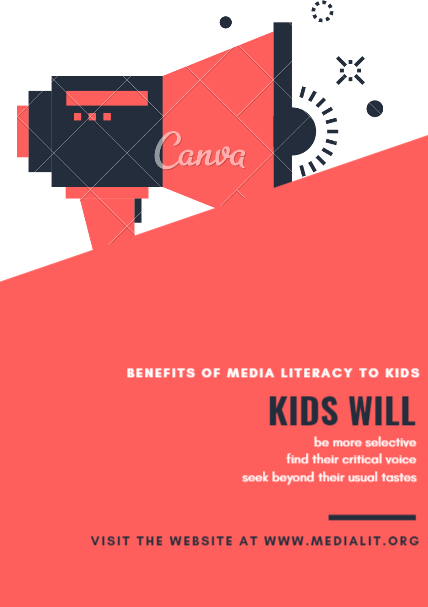 Canva
BENEFITS OF MEDIA LITERACY TO KIDS
KIDS WILL
be more selective
find their critical voice
seek beyond their usual tastes
VISIT THE WEBSITE AT WWW.MEDIALIT.ORG